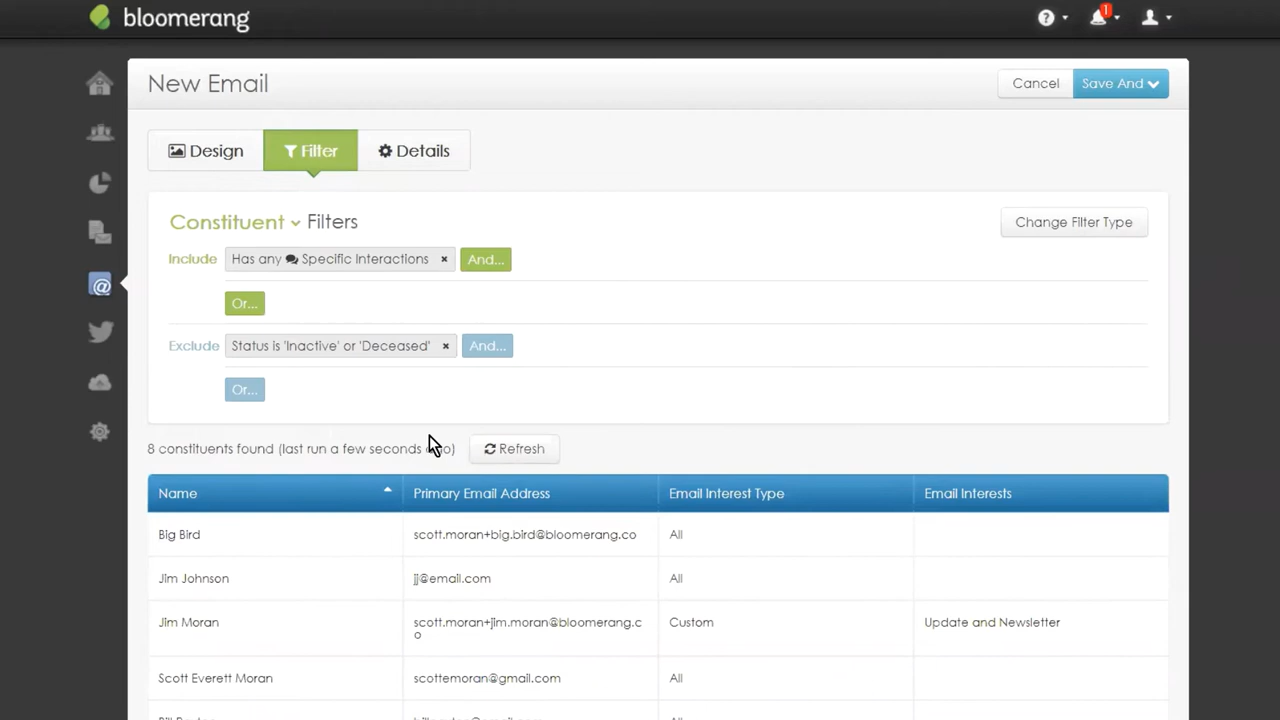 bloomerang
1
New Email
Cancel
Save And
Design
Filter
Details
Constituent Filters
Change Filter Type
Include
Has any Specific Interactions ×
And...
Or...
Exclude
Status is 'Inactive' or 'Deceased' ×
And...
Or...
8 constituents found (last run a few seconds
Refresh
Name
Primary Email Address
Email Interest Type
Email Interests
Big Bird
scott.moran+big.bird@bloomerang.co
All
Jim Johnson
jj@email.com
All
Jim Moran
scott.moran+jim.moran@bloomerang.c
o
Custom
Update and Newsletter
Scott Everett Moran
scottemoran@gmail.com
All